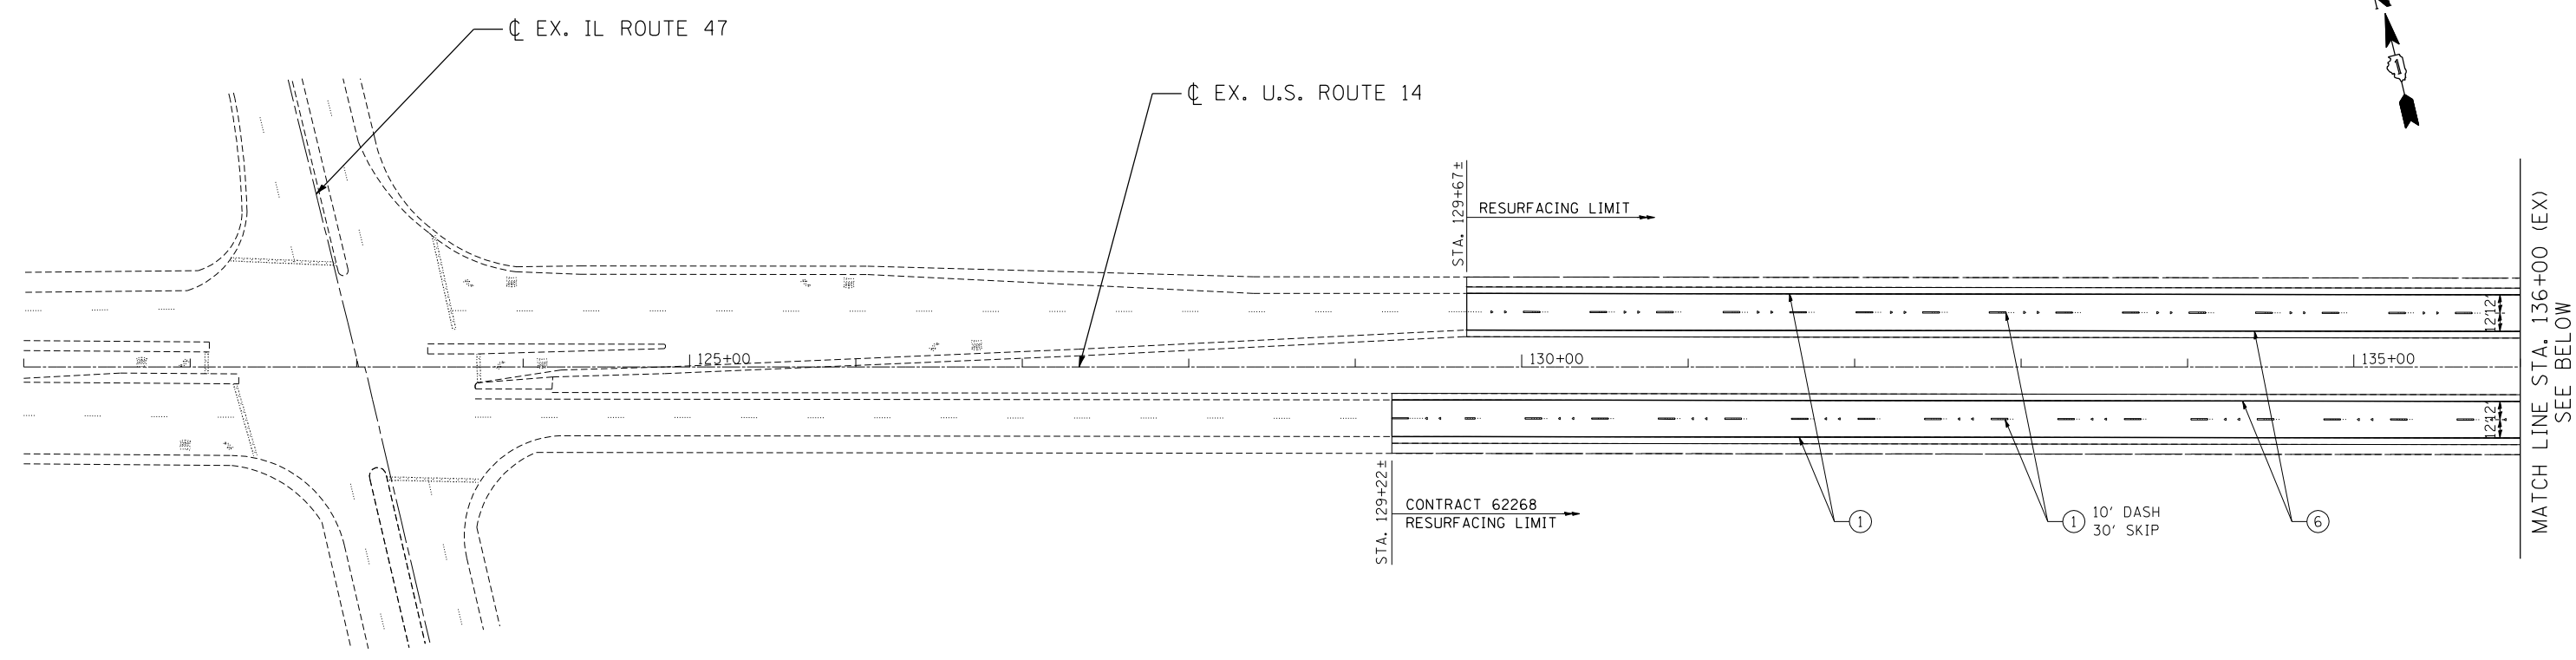 ℄ EX. IL ROUTE 47
℄ EX. U.S. ROUTE 14
STA. 129+67±
RESURFACING LIMIT
125+00
130+00
135+00
12'
12'
12'
12'
STA. 129+22±
CONTRACT 62268
RESURFACING LIMIT
1
1
10' DASH
30' SKIP
6
MATCH LINE STA. 136+00 (EX)
SEE BELOW